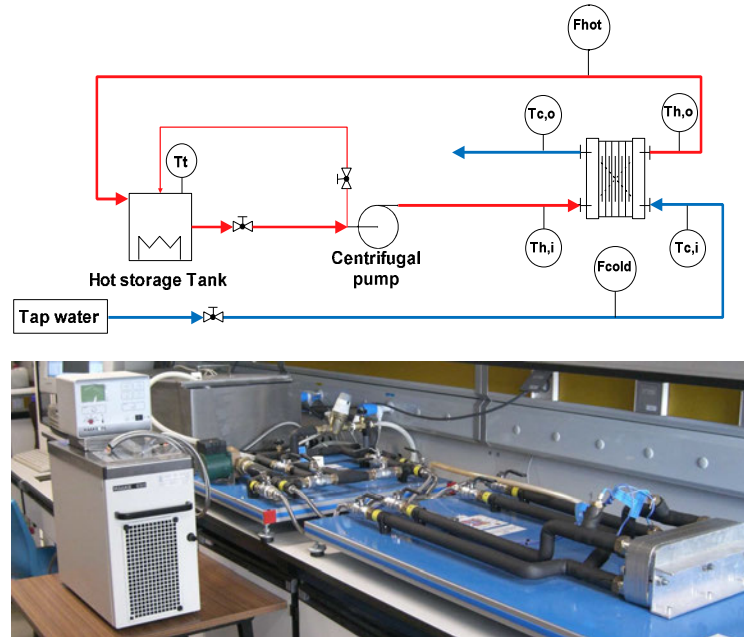 Fhot
Tc,o
Th,o
Tt
Th,i
Tc,i
Centrifugal
pump
Hot storage Tank
Fcold
Tap water